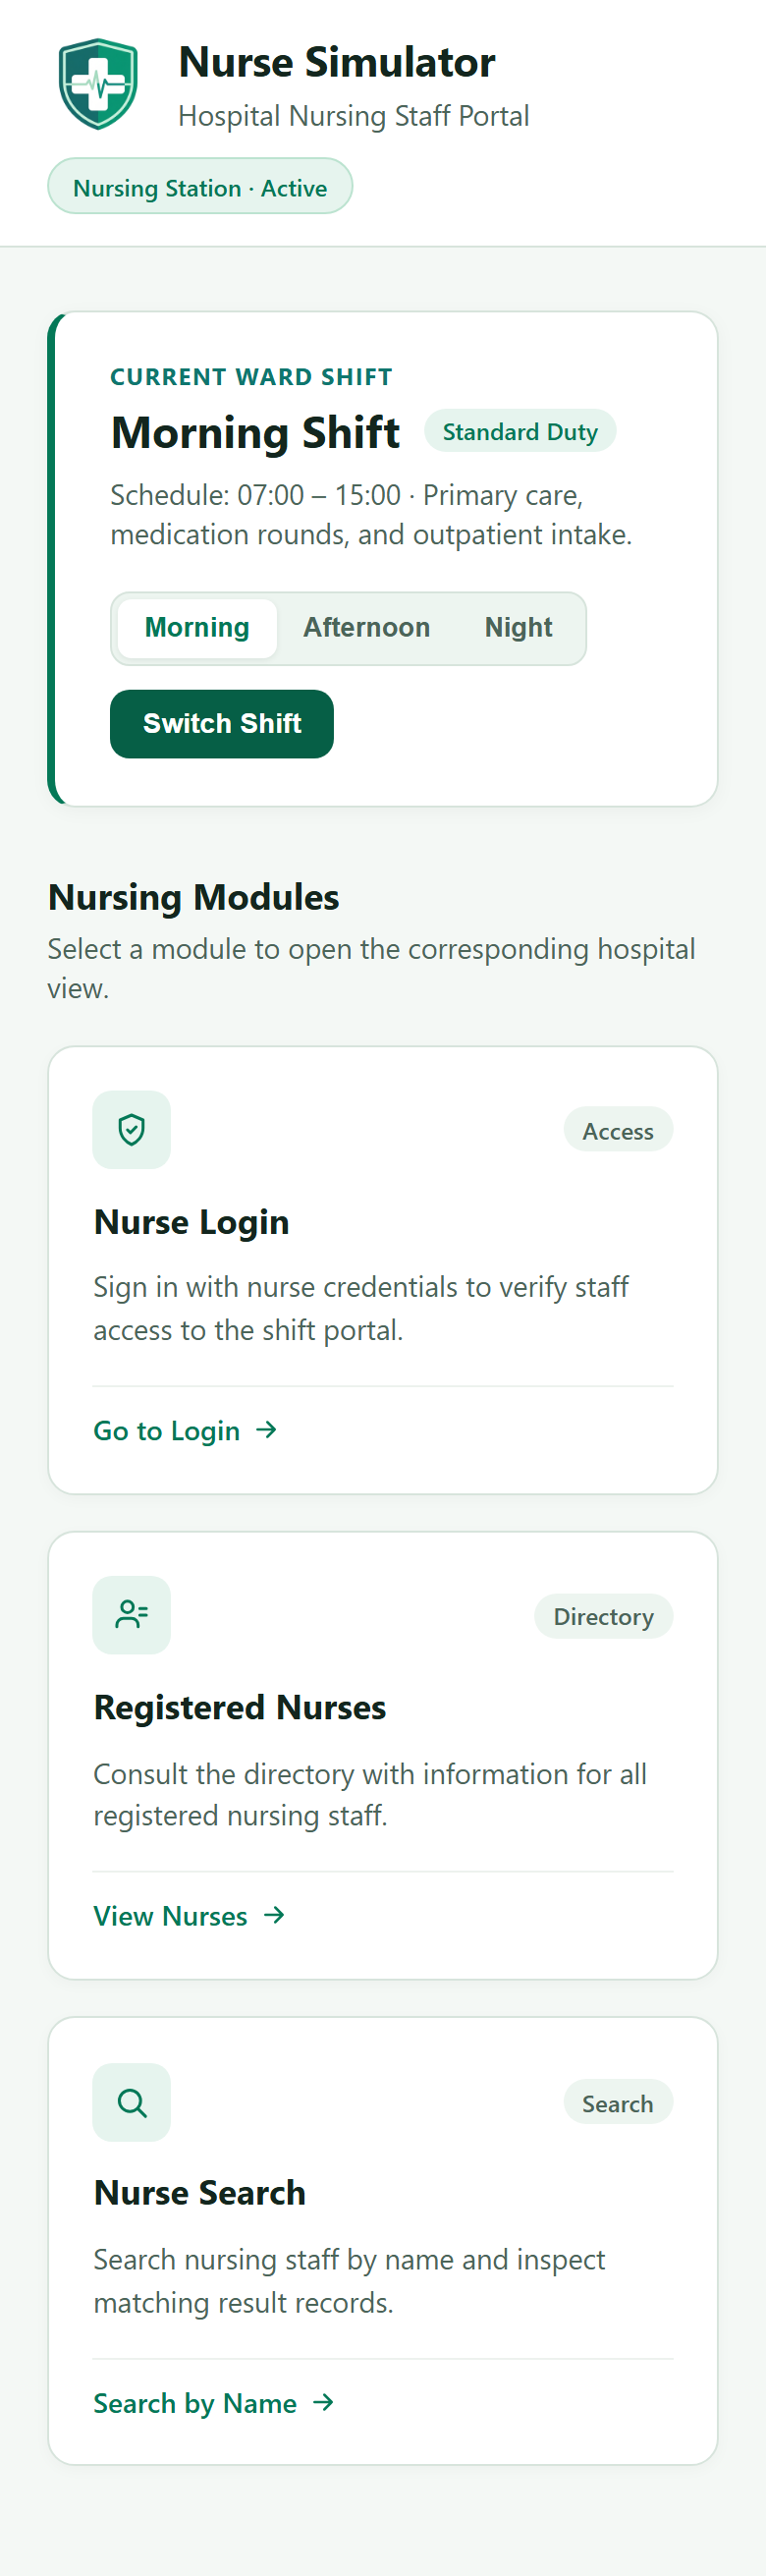 Nurse Simulator
Hospital Nursing Staff Portal
Nursing Station · Active
CURRENT WARD SHIFT
Morning Shift Standard Duty
Schedule: 07:00 – 15:00 · Primary care,
medication rounds, and outpatient intake.
Morning Afternoon Night
Switch Shift
Nursing Modules
Select a module to open the corresponding hospital
view.
Access
Nurse Login
Sign in with nurse credentials to verify staff
access to the shift portal.
Go to Login →
Directory
Registered Nurses
Consult the directory with information for all
registered nursing staff.
View Nurses →
Search
Nurse Search
Search nursing staff by name and inspect
matching result records.
Search by Name →